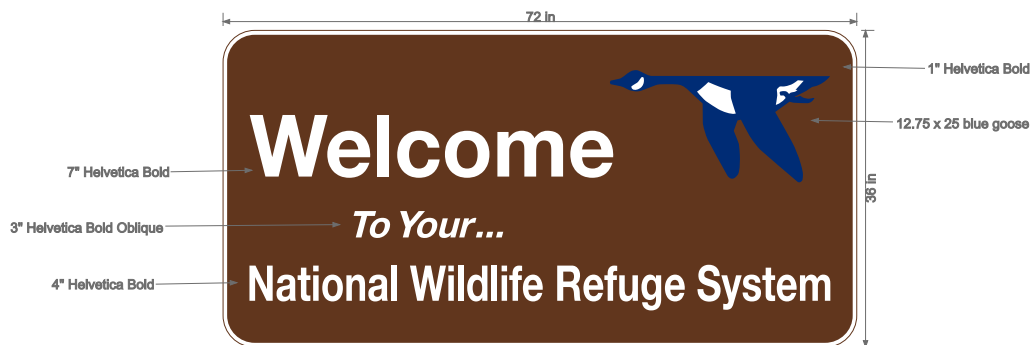 72 in
1" Helvetica Bold
12.75 x 25 blue goose
Welcome
7" Helvetica Bold
36 in
To Your...
3" Helvetica Bold Oblique
National Wildlife Refuge System
4" Helvetica Bold